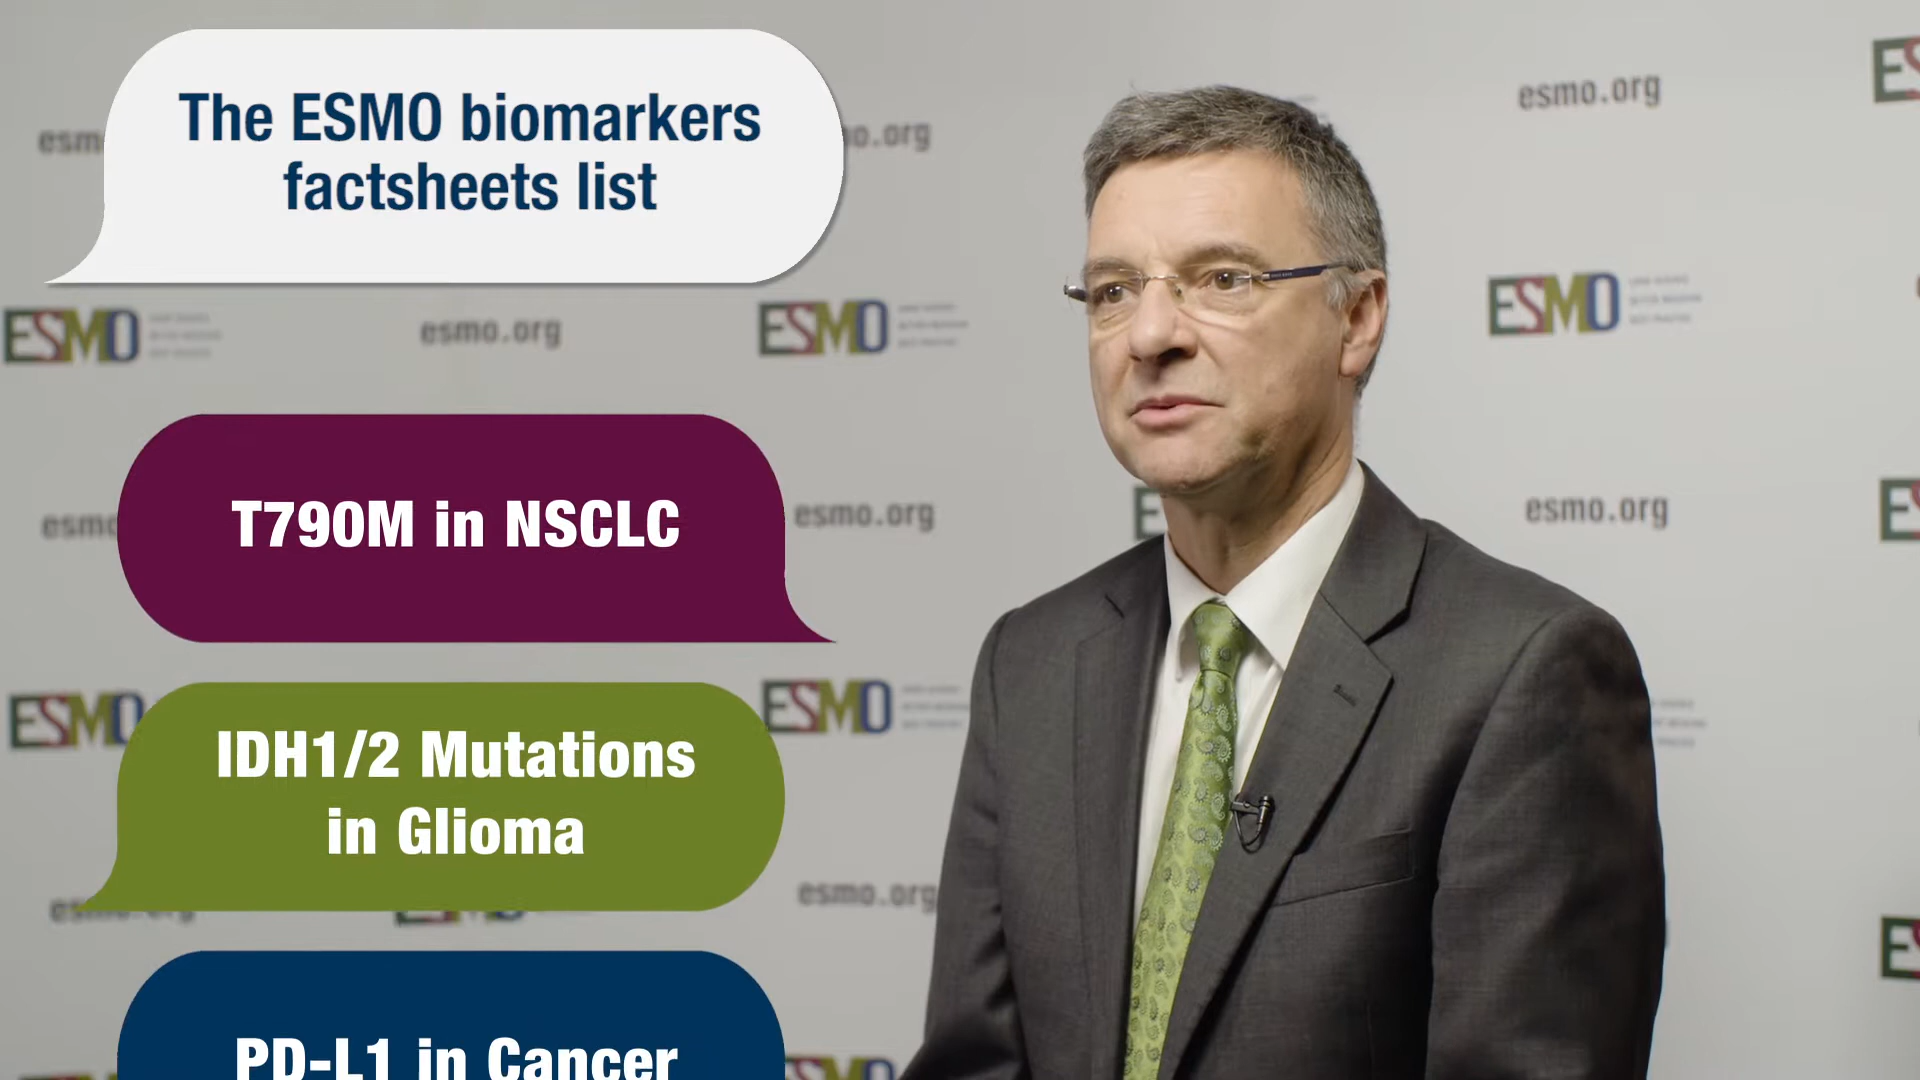 The ESMO biomarkers
factsheets list
T790M in NSCLC
IDH1/2 Mutations
in Glioma
PD-L1 in Cancer
esmo.org
ESMO
esmo.org
ESMO
esmo.org
ESMO
esmo.org
esmo.org
ESMO
ESMO
esmo.org